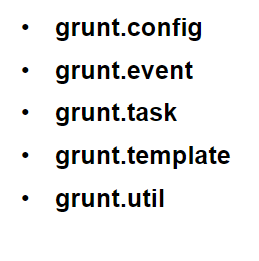 • grunt.config
• grunt.event
• grunt.task
• grunt.template
• grunt.util